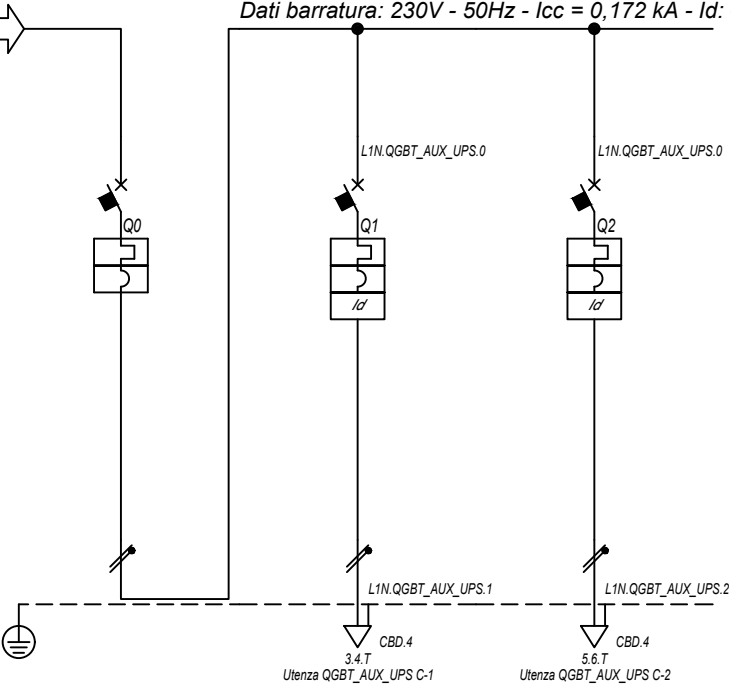 Dati barratura: 230V - 50Hz - Icc = 0,172 kA - Id:
L1N.QGBT_AUX_UPS.0
L1N.QGBT_AUX_UPS.0
Q0
Q1
Q2
Id
Id
L1N.QGBT_AUX_UPS.1
L1N.QGBT_AUX_UPS.2
CBD.4
CBD.4
3.4.T
5.6.T
Utenza QGBT_AUX_UPS C-1
Utenza QGBT_AUX_UPS C-2